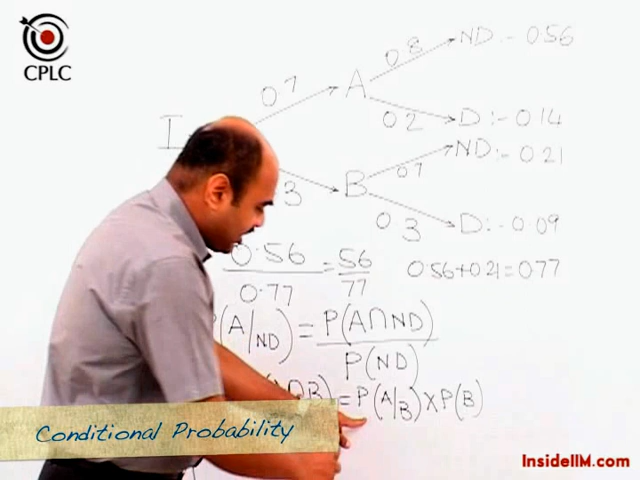 CPLC
0.8
ND :- 0.56
0.7
A
0.2
D :- 0.14
I
ND :- 0.21
B
0.7
3
0.3
D :- 0.09
0.56/0.77 = 56/77
0.56+0.21=0.77
P(A/ND) = P(A∩ND)/P(ND)
∩B) = P(A/B) X P(B)
Conditional Probability
InsideIIM.com